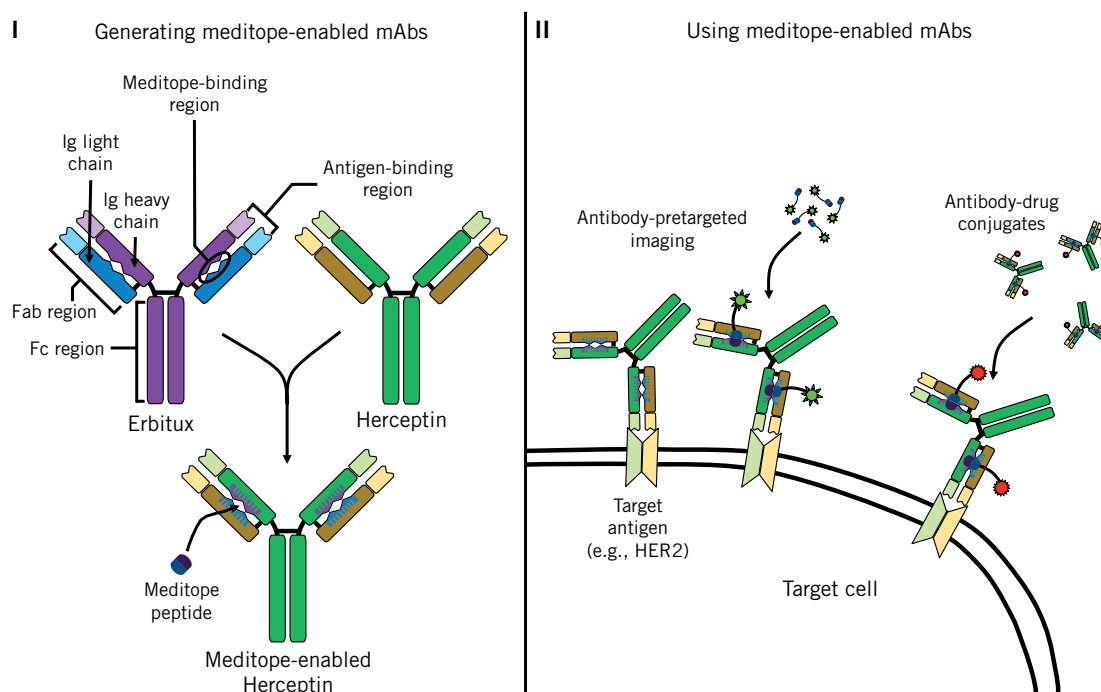 I
Generating meditope-enabled mAbs
Meditope-binding
region
Ig light
chain
Ig heavy
chain
Antigen-binding
region
Fab region
Fc region
Erbitux
Herceptin
Meditope
peptide
Meditope-enabled
Herceptin
II
Using meditope-enabled mAbs
Antibody-pretargeted
imaging
Antibody-drug
conjugates
Target
antigen
(e.g., HER2)
Target cell